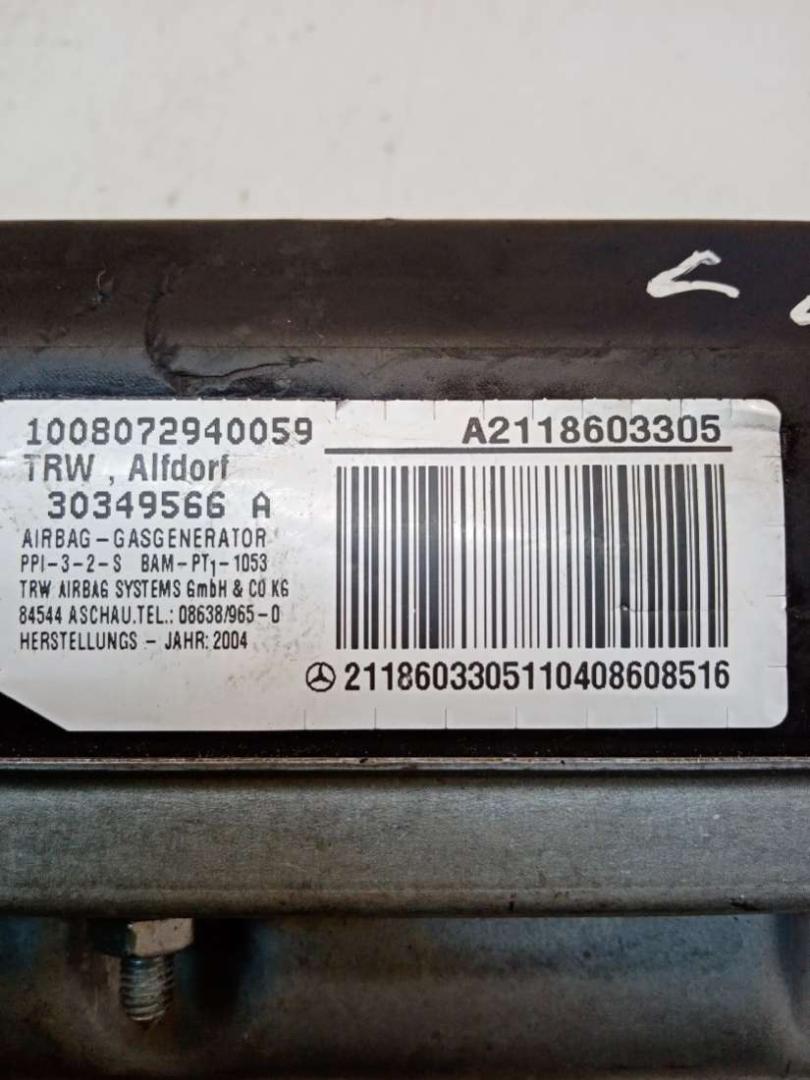 1008072940059
TRW , Alfdorf
30349566 A
AIRBAG-GASGENERATOR
PPI-3-2-S BAM-PT1-1053
TRW AIRBAG SYSTEMS GmbH & CO KG
84544 ASCHAU.TEL.: 08638/965-0
HERSTELLUNGS - JAHR: 2004
A2118603305
2118603305110408608516